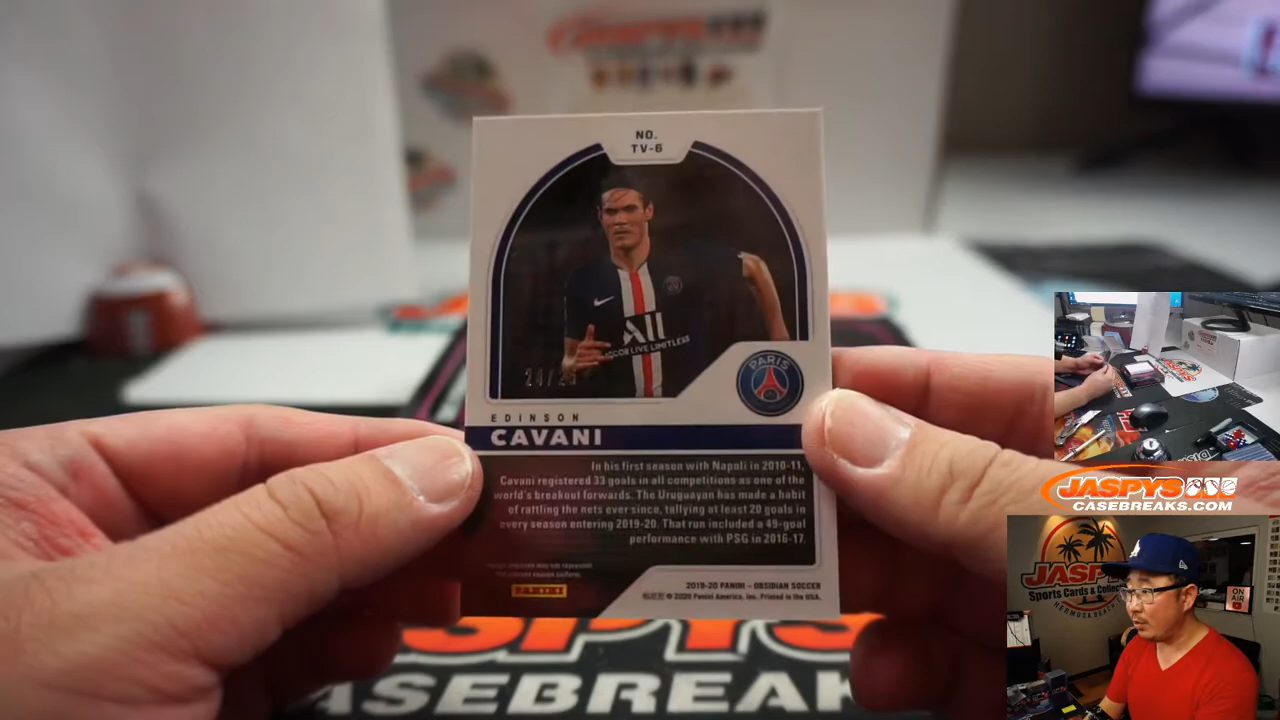 NO.
TV-6
ALL
ACCOR LIVE LIMITLESS
PARIS
EDINSON
CAVANI
In his first season with Napoli in 2010-11,
Cavani registered 33 goals in all competitions as one of the
world's breakout forwards. The Uruguayan has made a habit
of rattling the nets ever since, tallying at least 20 goals in
every season entering 2019-20. That run included a 49-goal
performance with PSG in 2016-17.
PANINI
2019-20 PANINI – OBSIDIAN SOCCER
© 2020 Panini America, Inc. Printed in the USA.
JASPYS
CASEBREAKS.COM
JASPYS
Sports Cards &
HERMOSA BEACH
ON
AIR
JASPYS
CASEBREAK